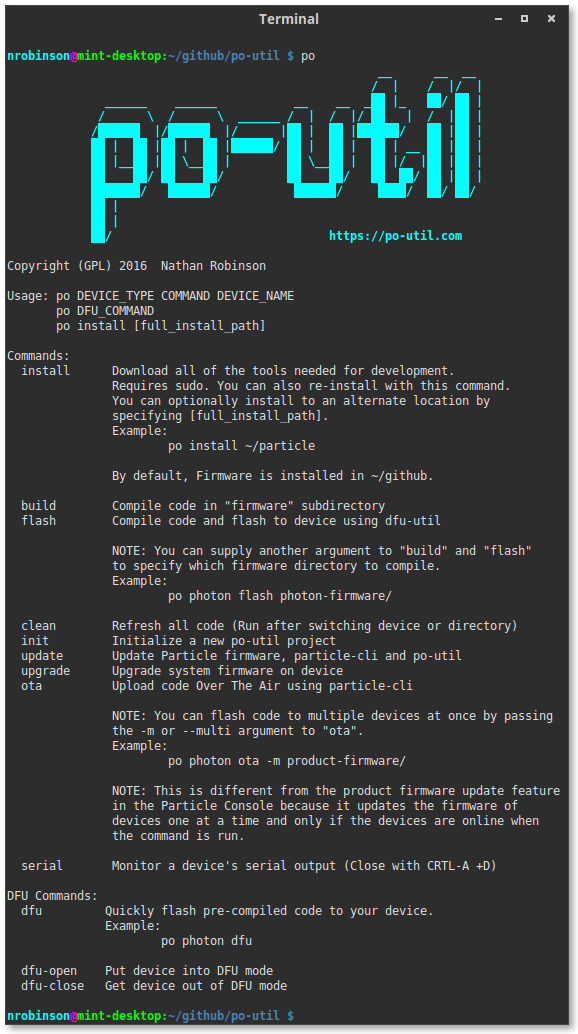 Terminal
nrobinson@mint-desktop:~/github/po-util $ po
po-util
https://po-util.com
Copyright (GPL) 2016  Nathan Robinson
Usage: po DEVICE_TYPE COMMAND DEVICE_NAME
po DFU_COMMAND
po install [full_install_path]
Commands:
install      Download all of the tools needed for development.
Requires sudo. You can also re-install with this command.
You can optionally install to an alternate location by
specifying [full_install_path].
Example:
po install ~/particle
By default, Firmware is installed in ~/github.
build        Compile code in "firmware" subdirectory
flash        Compile code and flash to device using dfu-util
NOTE: You can supply another argument to "build" and "flash"
to specify which firmware directory to compile.
Example:
po photon flash photon-firmware/
clean        Refresh all code (Run after switching device or directory)
init         Initialize a new po-util project
update       Update Particle firmware, particle-cli and po-util
upgrade      Upgrade system firmware on device
ota          Upload code Over The Air using particle-cli
NOTE: You can flash code to multiple devices at once by passing
the -m or --multi argument to "ota".
Example:
po photon ota -m product-firmware/
NOTE: This is different from the product firmware update feature
in the Particle Console because it updates the firmware of
devices one at a time and only if the devices are online when
the command is run.
serial       Monitor a device's serial output (Close with CRTL-A +D)
DFU Commands:
dfu         Quickly flash pre-compiled code to your device.
Example:
po photon dfu
dfu-open    Put device into DFU mode
dfu-close   Get device out of DFU mode
nrobinson@mint-desktop:~/github/po-util $